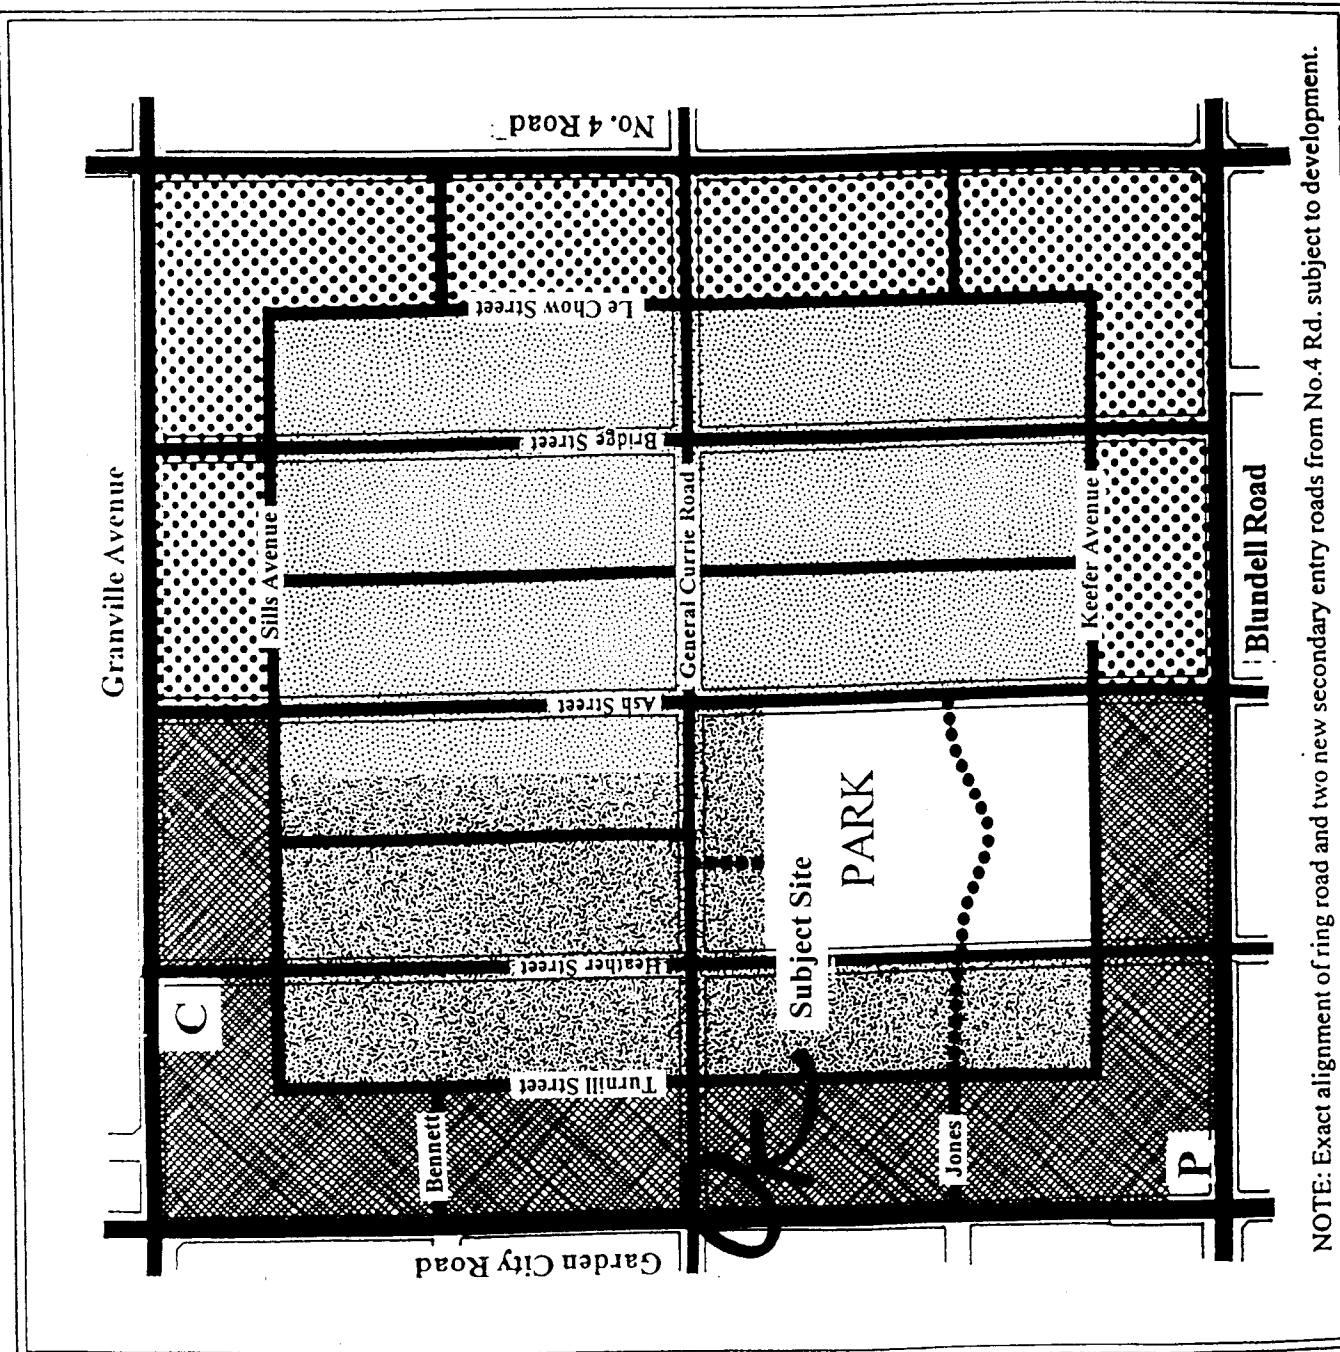 Granville Avenue
C
Sills Avenue
Bennett
Garden City Road
Turnill Street
Heather Street
Ash Street
Bridge Street
Le Chow Street
No. 4 Road
General Currie Road
Subject Site
PARK
Jones
Keefer Avenue
P
Blundell Road
NOTE: Exact alignment of ring road and two new secondary entry roads from No.4 Rd. subject to development.